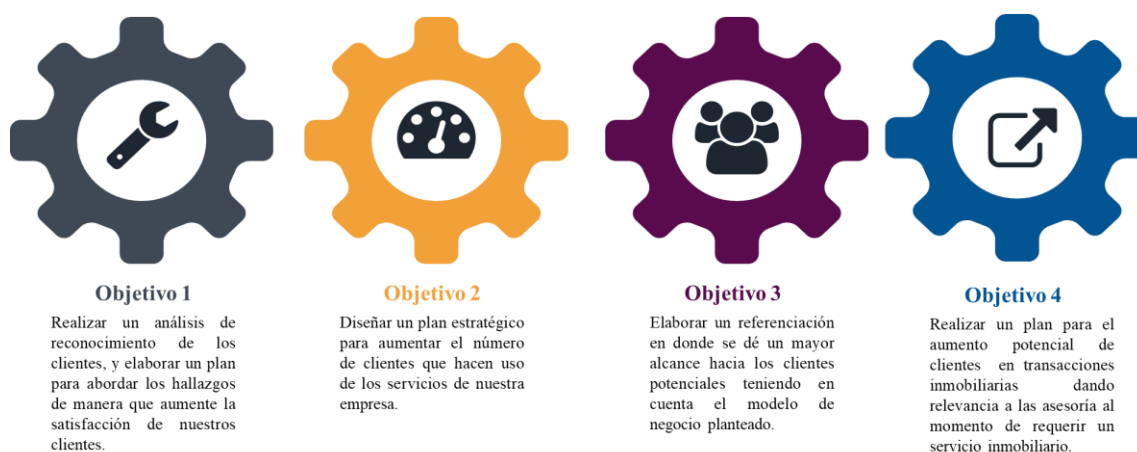 Objetivo 1
Realizar un análisis de
reconocimiento de los
clientes, y elaborar un plan
para abordar los hallazgos
de manera que aumente la
satisfacción de nuestros
clientes.
Objetivo 2
Diseñar un plan estratégico
para aumentar el número
de clientes que hacen uso
de los servicios de nuestra
empresa.
Objetivo 3
Elaborar un referenciación
en donde se dé un mayor
alcance hacia los clientes
potenciales teniendo en
cuenta el modelo de
negocio planteado.
Objetivo 4
Realizar un plan para el
aumento potencial de
clientes en transacciones
inmobiliarias dando
relevancia a las asesoría al
momento de requerir un
servicio inmobiliario.